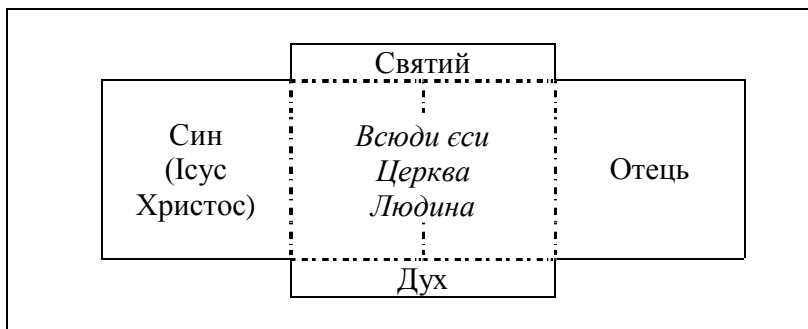 Святий
Син
(Ісус
Христос)
Всюди єси
Церква
Людина
Отець
Дух